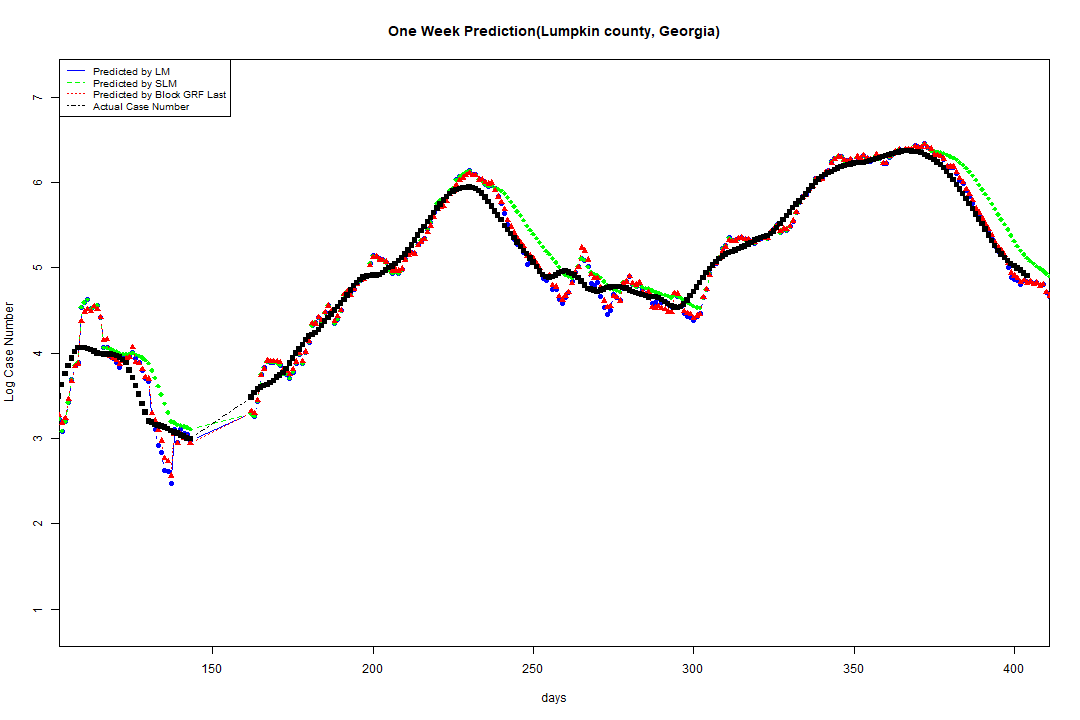 One Week Prediction(Lumpkin county, Georgia)
Predicted by LM
Predicted by SLM
Predicted by Block GRF Last
Actual Case Number
7
6
5
4
3
2
1
Log Case Number
150 200 250 300 350 400
days